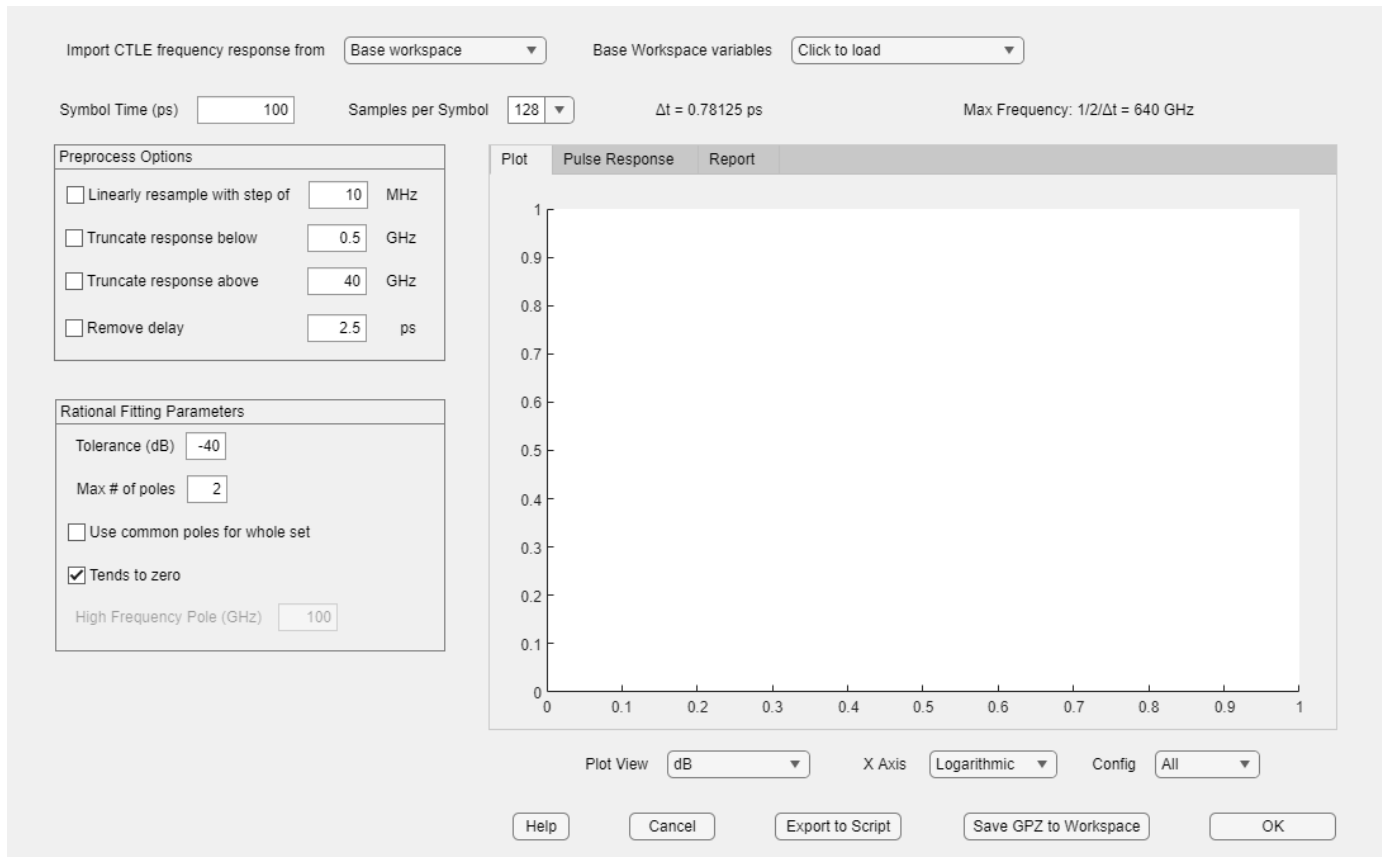 Import CTLE frequency response from Base workspace Base Workspace variables Click to load
Symbol Time (ps) 100 Samples per Symbol 128 Δt = 0.78125 ps Max Frequency: 1/2/Δt = 640 GHz
Preprocess Options
Linearly resample with step of 10 MHz
Truncate response below 0.5 GHz
Truncate response above 40 GHz
Remove delay 2.5 ps
Rational Fitting Parameters
Tolerance (dB) -40
Max # of poles 2
Use common poles for whole set
Tends to zero
High Frequency Pole (GHz) 100
Plot Pulse Response Report
1
0.9
0.8
0.7
0.6
0.5
0.4
0.3
0.2
0.1
0
0 0.1 0.2 0.3 0.4 0.5 0.6 0.7 0.8 0.9 1
Plot View dB X Axis Logarithmic Config All
Help Cancel Export to Script Save GPZ to Workspace OK